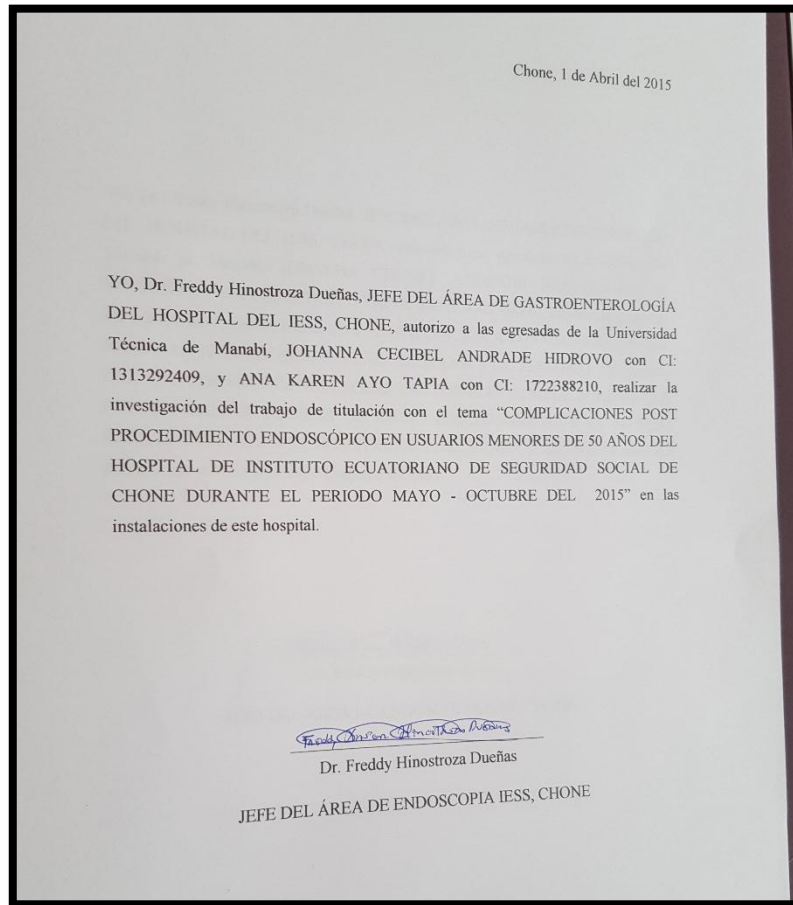 Chone, 1 de Abril del 2015
YO, Dr. Freddy Hinostroza Dueñas, JEFE DEL ÁREA DE GASTROENTEROLOGÍA
DEL HOSPITAL DEL IESS, CHONE, autorizo a las egresadas de la Universidad
Técnica de Manabí, JOHANNA CECIBEL ANDRADE HIDROVO con CI:
1313292409, y ANA KAREN AYO TAPIA con CI: 1722388210, realizar la
investigación del trabajo de titulación con el tema “COMPLICACIONES POST
PROCEDIMIENTO ENDOSCÓPICO EN USUARIOS MENORES DE 50 AÑOS DEL
HOSPITAL DE INSTITUTO ECUATORIANO DE SEGURIDAD SOCIAL DE
CHONE DURANTE EL PERIODO MAYO - OCTUBRE DEL 2015” en las
instalaciones de este hospital.
Dr. Freddy Hinostroza Dueñas
JEFE DEL ÁREA DE ENDOSCOPIA IESS, CHONE